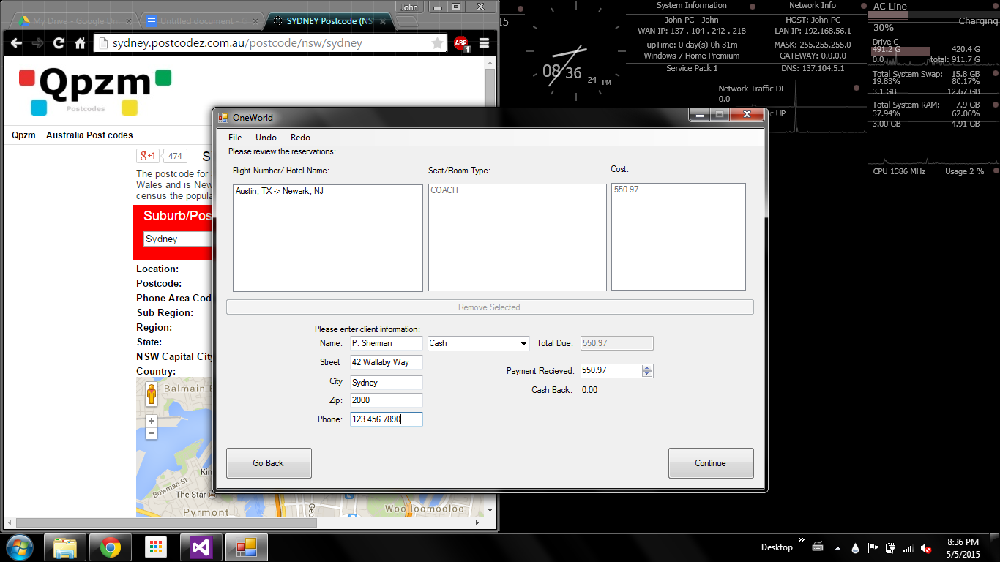 John
My Drive - Google Dr
Untitled document - G
SYDNEY Postcode (NS
sydney.postcodez.com.au/postcode/nsw/sydney
ABP
1
Qpzm
Postcodes
Qpzm Australia Post codes
g+1 474 S
The postcode for
Wales and is New
census the popula
Suburb/Pos
Sydney
Location:
Postcode:
Phone Area Cod
Sub Region:
Region:
State:
NSW Capital City
Country:
Balmain E
Bowman St
The Star
Pyrmont
Woolloomooloo
OneWorld
File Undo Redo
Please review the reservations:
Flight Number/ Hotel Name: Seat/Room Type: Cost:
Austin, TX -> Newark, NJ COACH 550.97
Remove Selected
Please enter client information:
Name: P. Sherman Cash Total Due: 550.97
Street 42 Wallaby Way Payment Recieved: 550.97
City Sydney Cash Back: 0.00
Zip: 2000
Phone: 123 456 7890
Go Back Continue
15
08 36 24 PM
System Information
John-PC - John
WAN IP: 137 . 104 . 242 . 218
upTime: 0 day(s) 0h 31m
Windows 7 Home Premium
Service Pack 1
Network Info
HOST: John-PC
LAN IP: 192.168.56.1
MASK: 255.255.255.0
GATEWAY: 0.0.0.0
DNS: 137.104.5.1
Network Traffic DL
0.0
c UP
AC Line
Charging
30%
Drive C
491.2 G 420.4 G
0.0 total: 911.7 G
Total System Swap: 15.8 GB
19.83% 80.17%
3.1 GB 12.67 GB
Total System RAM: 7.9 GB
37.94% 62.06%
3.00 GB 4.91 GB
CPU 1386 MHz Usage 2 %
Desktop
8:36 PM
5/5/2015